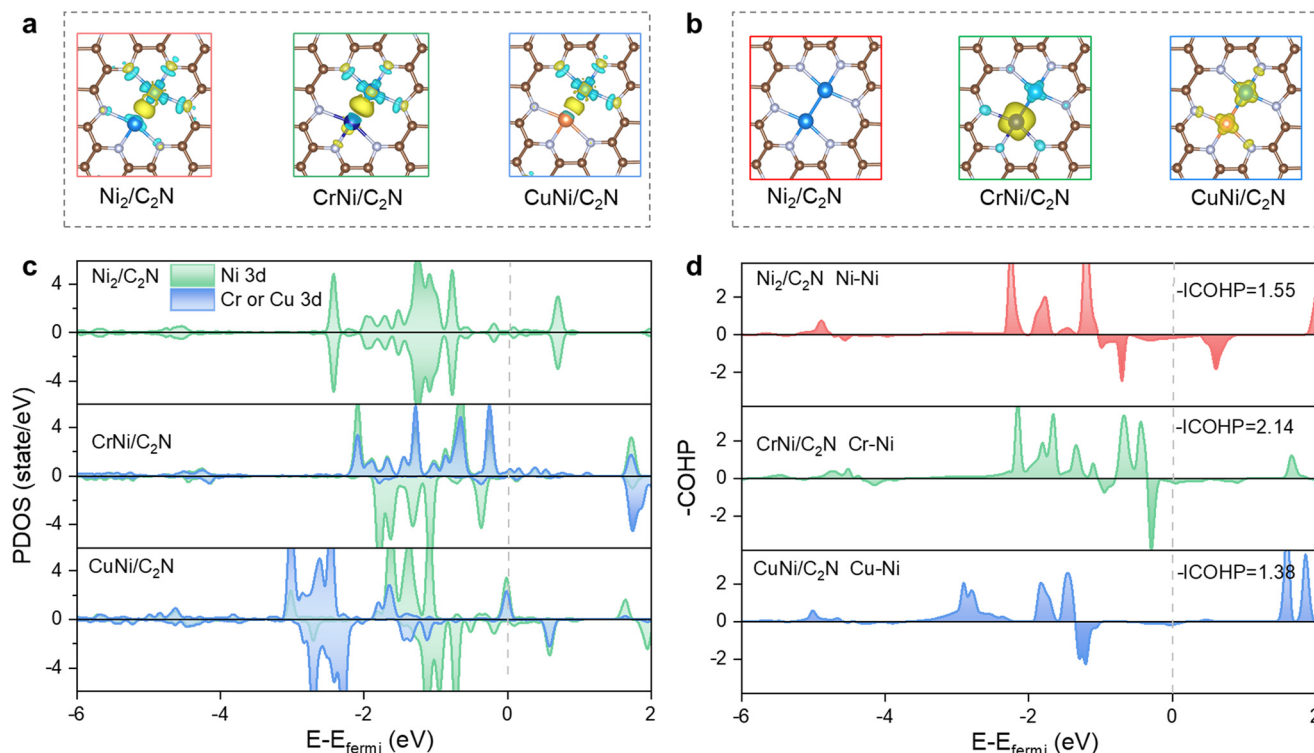 a
Ni₂/C₂N
CrNi/C₂N
CuNi/C₂N
b
Ni₂/C₂N
CrNi/C₂N
CuNi/C₂N
c
Ni₂/C₂N
Ni 3d
Cr or Cu 3d
4
0
-4
CrNi/C₂N
4
0
-4
CuNi/C₂N
4
0
-4
PDOS (state/eV)
-6
-4
-2
0
2
E-E_fermi (eV)
d
Ni₂/C₂N Ni-Ni
-ICOHP=1.55
2
0
-2
CrNi/C₂N Cr-Ni
-ICOHP=2.14
2
0
-2
CuNi/C₂N Cu-Ni
-ICOHP=1.38
2
0
-2
-COHP
-6
-4
-2
0
2
E-E_fermi (eV)